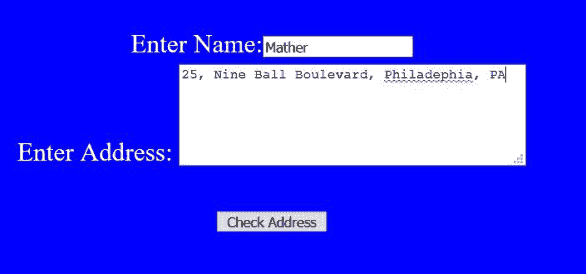 Enter Name: Mather
25, Nine Ball Boulevard, Philadephia, PA
Enter Address:
Check Address